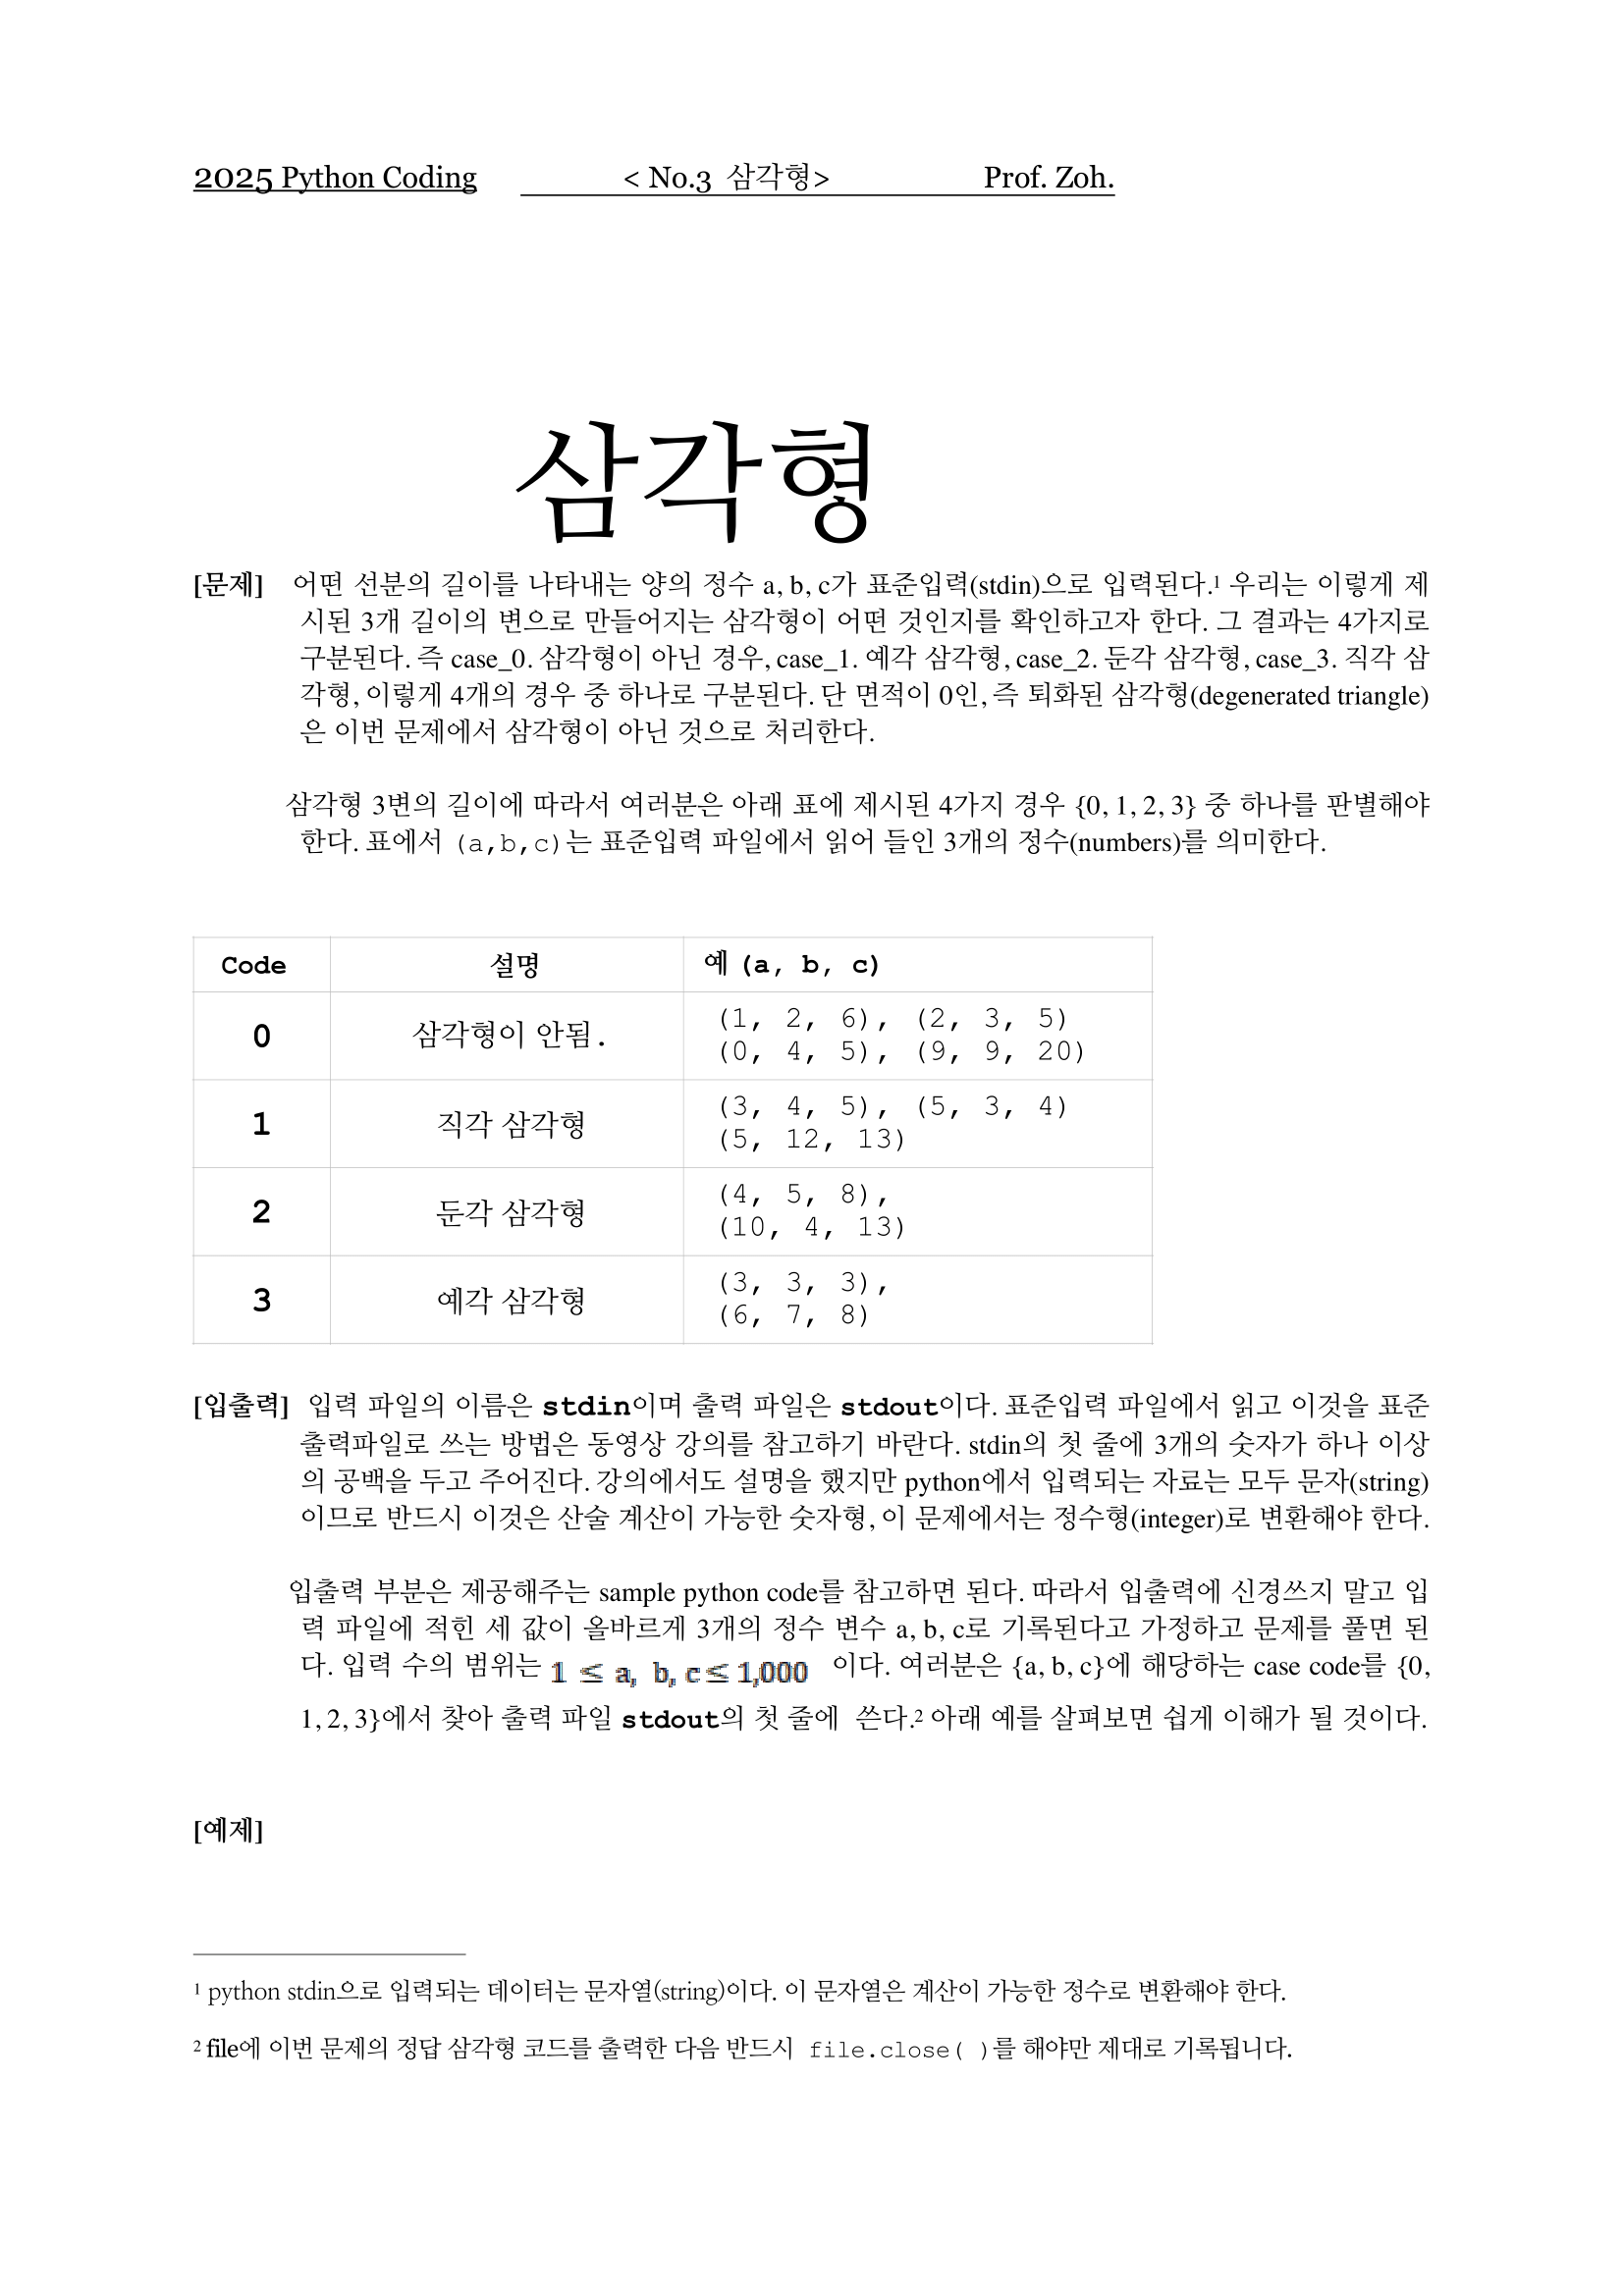 2025 Python Coding < No.3 삼각형> Prof. Zoh.
삼각형
[문제] 어떤 선분의 길이를 나타내는 양의 정수 a, b, c가 표준입력(stdin)으로 입력된다.1 우리는 이렇게 제
시된 3개 길이의 변으로 만들어지는 삼각형이 어떤 것인지를 확인하고자 한다. 그 결과는 4가지로
구분된다. 즉 case_0. 삼각형이 아닌 경우, case_1. 예각 삼각형, case_2. 둔각 삼각형, case_3. 직각 삼
각형, 이렇게 4개의 경우 중 하나로 구분된다. 단 면적이 0인, 즉 퇴화된 삼각형(degenerated triangle)
은 이번 문제에서 삼각형이 아닌 것으로 처리한다.
삼각형 3변의 길이에 따라서 여러분은 아래 표에 제시된 4가지 경우 {0, 1, 2, 3} 중 하나를 판별해야
한다. 표에서 (a,b,c)는 표준입력 파일에서 읽어 들인 3개의 정수(numbers)를 의미한다.
Code 설명 예 (a, b, c)
0 삼각형이 안됨. (1, 2, 6), (2, 3, 5)
(0, 4, 5), (9, 9, 20)
1 직각 삼각형 (3, 4, 5), (5, 3, 4)
(5, 12, 13)
2 둔각 삼각형 (4, 5, 8),
(10, 4, 13)
3 예각 삼각형 (3, 3, 3),
(6, 7, 8)
[입출력] 입력 파일의 이름은 stdin이며 출력 파일은 stdout이다. 표준입력 파일에서 읽고 이것을 표준
출력파일로 쓰는 방법은 동영상 강의를 참고하기 바란다. stdin의 첫 줄에 3개의 숫자가 하나 이상
의 공백을 두고 주어진다. 강의에서도 설명을 했지만 python에서 입력되는 자료는 모두 문자(string)
이므로 반드시 이것은 산술 계산이 가능한 숫자형, 이 문제에서는 정수형(integer)로 변환해야 한다.
입출력 부분은 제공해주는 sample python code를 참고하면 된다. 따라서 입출력에 신경쓰지 말고 입
력 파일에 적힌 세 값이 올바르게 3개의 정수 변수 a, b, c로 기록된다고 가정하고 문제를 풀면 된
다. 입력 수의 범위는 1 ≤ a, b, c ≤ 1,000 이다. 여러분은 {a, b, c}에 해당하는 case code를 {0,
1, 2, 3}에서 찾아 출력 파일 stdout의 첫 줄에 쓴다.2 아래 예를 살펴보면 쉽게 이해가 될 것이다.
[예제]
1 python stdin으로 입력되는 데이터는 문자열(string)이다. 이 문자열은 계산이 가능한 정수로 변환해야 한다.
2 file에 이번 문제의 정답 삼각형 코드를 출력한 다음 반드시 file.close( )를 해야만 제대로 기록됩니다.